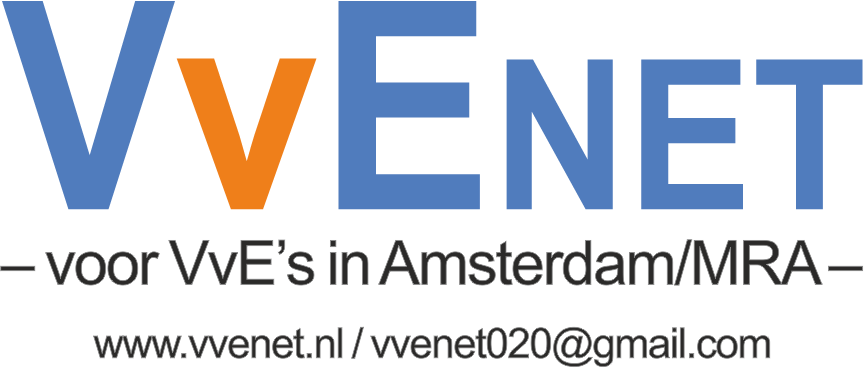 VvENET
– voor VvE’s in Amsterdam/MRA –
www.vvenet.nl / vvenet020@gmail.com